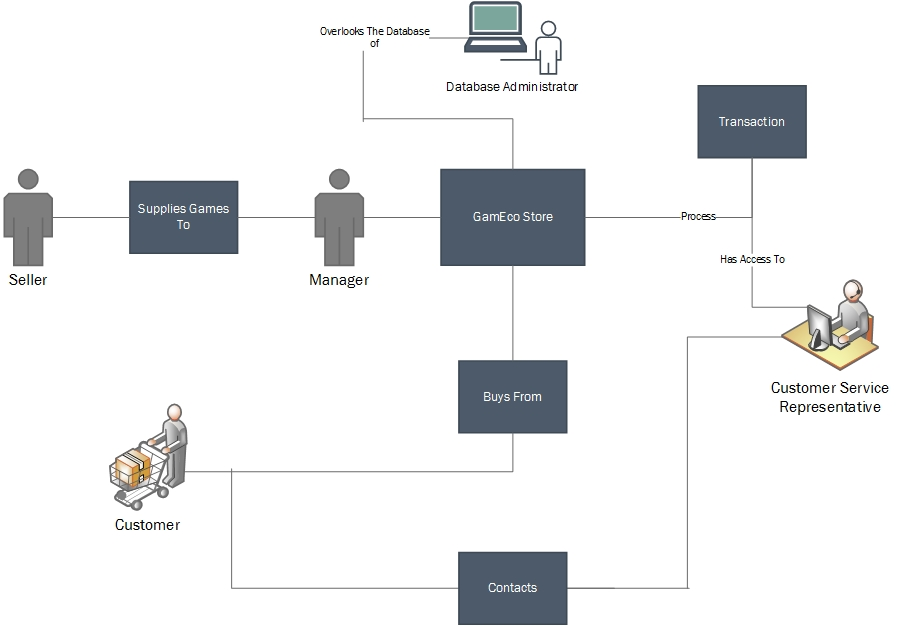 Overlooks The Database
of
Database Administrator
Transaction
Supplies Games
To
GamEco Store
Process
Seller
Manager
Has Access To
Customer Service
Representative
Buys From
Customer
Contacts